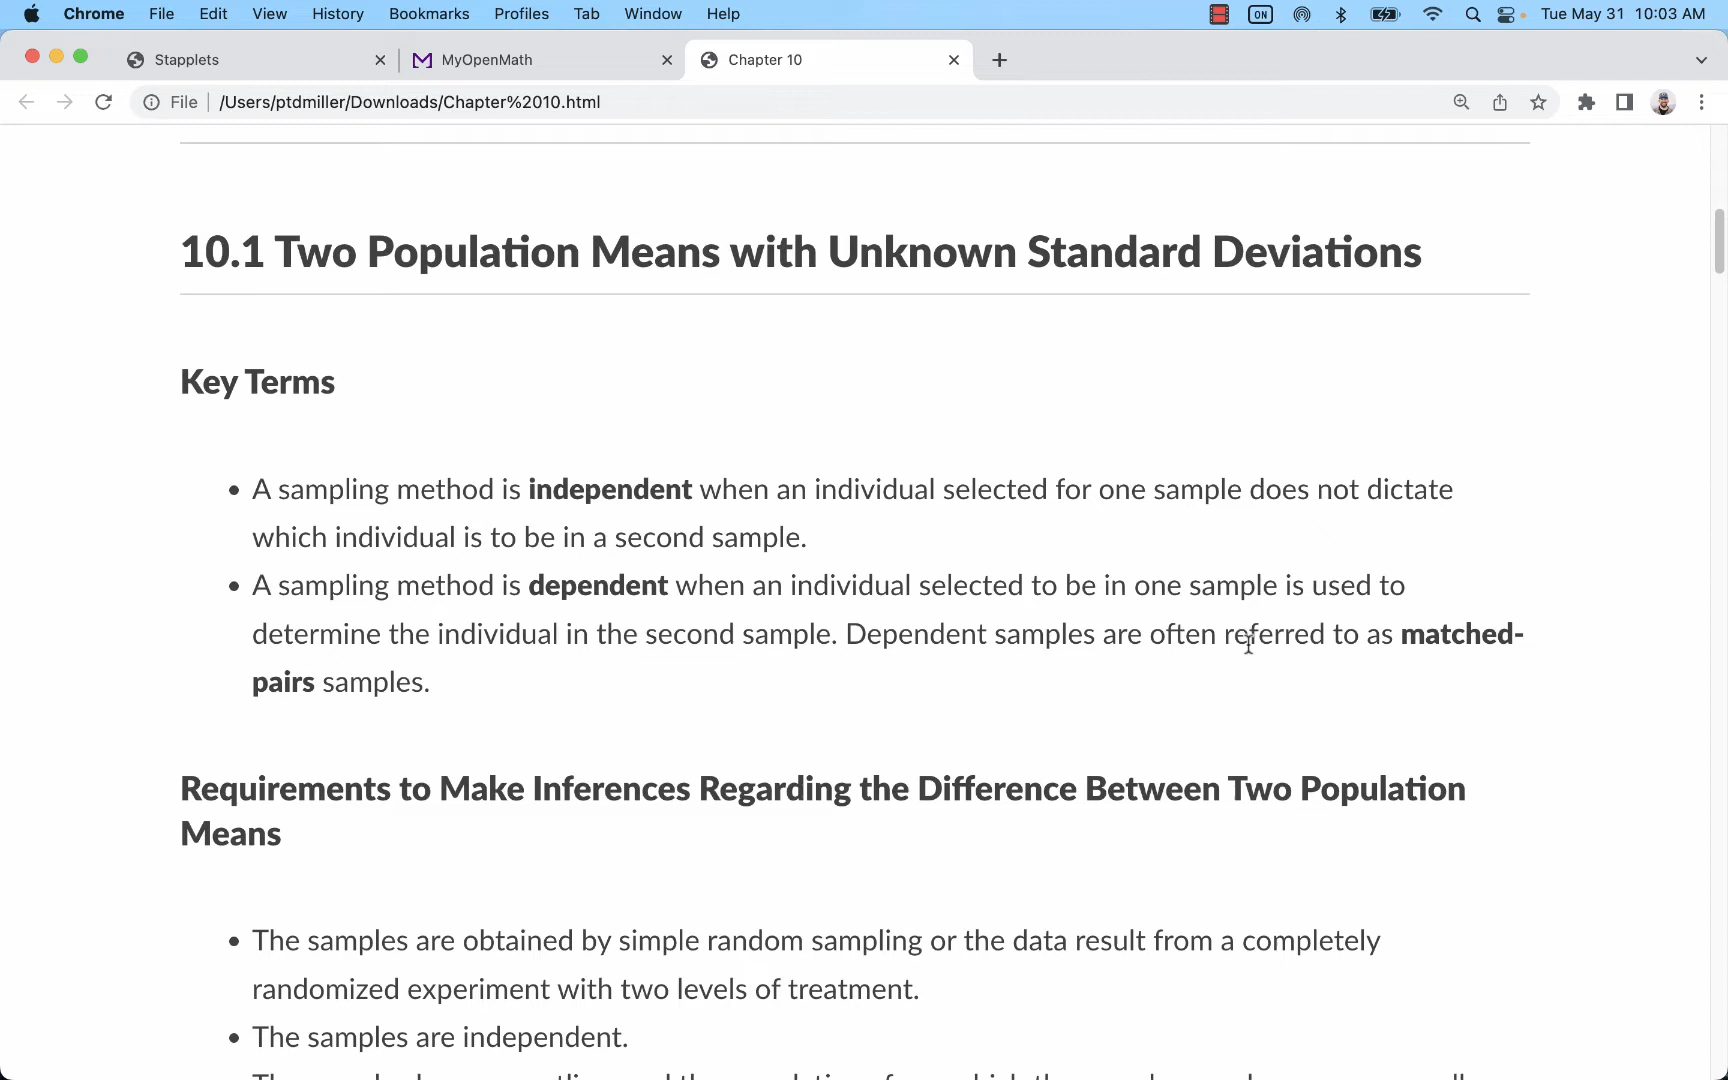 Chrome File Edit View History Bookmarks Profiles Tab Window Help ON Tue May 31 10:03 AM
Stapplets MyOpenMath Chapter 10
File /Users/ptdmiller/Downloads/Chapter%2010.html
10.1 Two Population Means with Unknown Standard Deviations
Key Terms
• A sampling method is independent when an individual selected for one sample does not dictate
which individual is to be in a second sample.
• A sampling method is dependent when an individual selected to be in one sample is used to
determine the individual in the second sample. Dependent samples are often referred to as matched-
pairs samples.
Requirements to Make Inferences Regarding the Difference Between Two Population
Means
• The samples are obtained by simple random sampling or the data result from a completely
randomized experiment with two levels of treatment.
• The samples are independent.